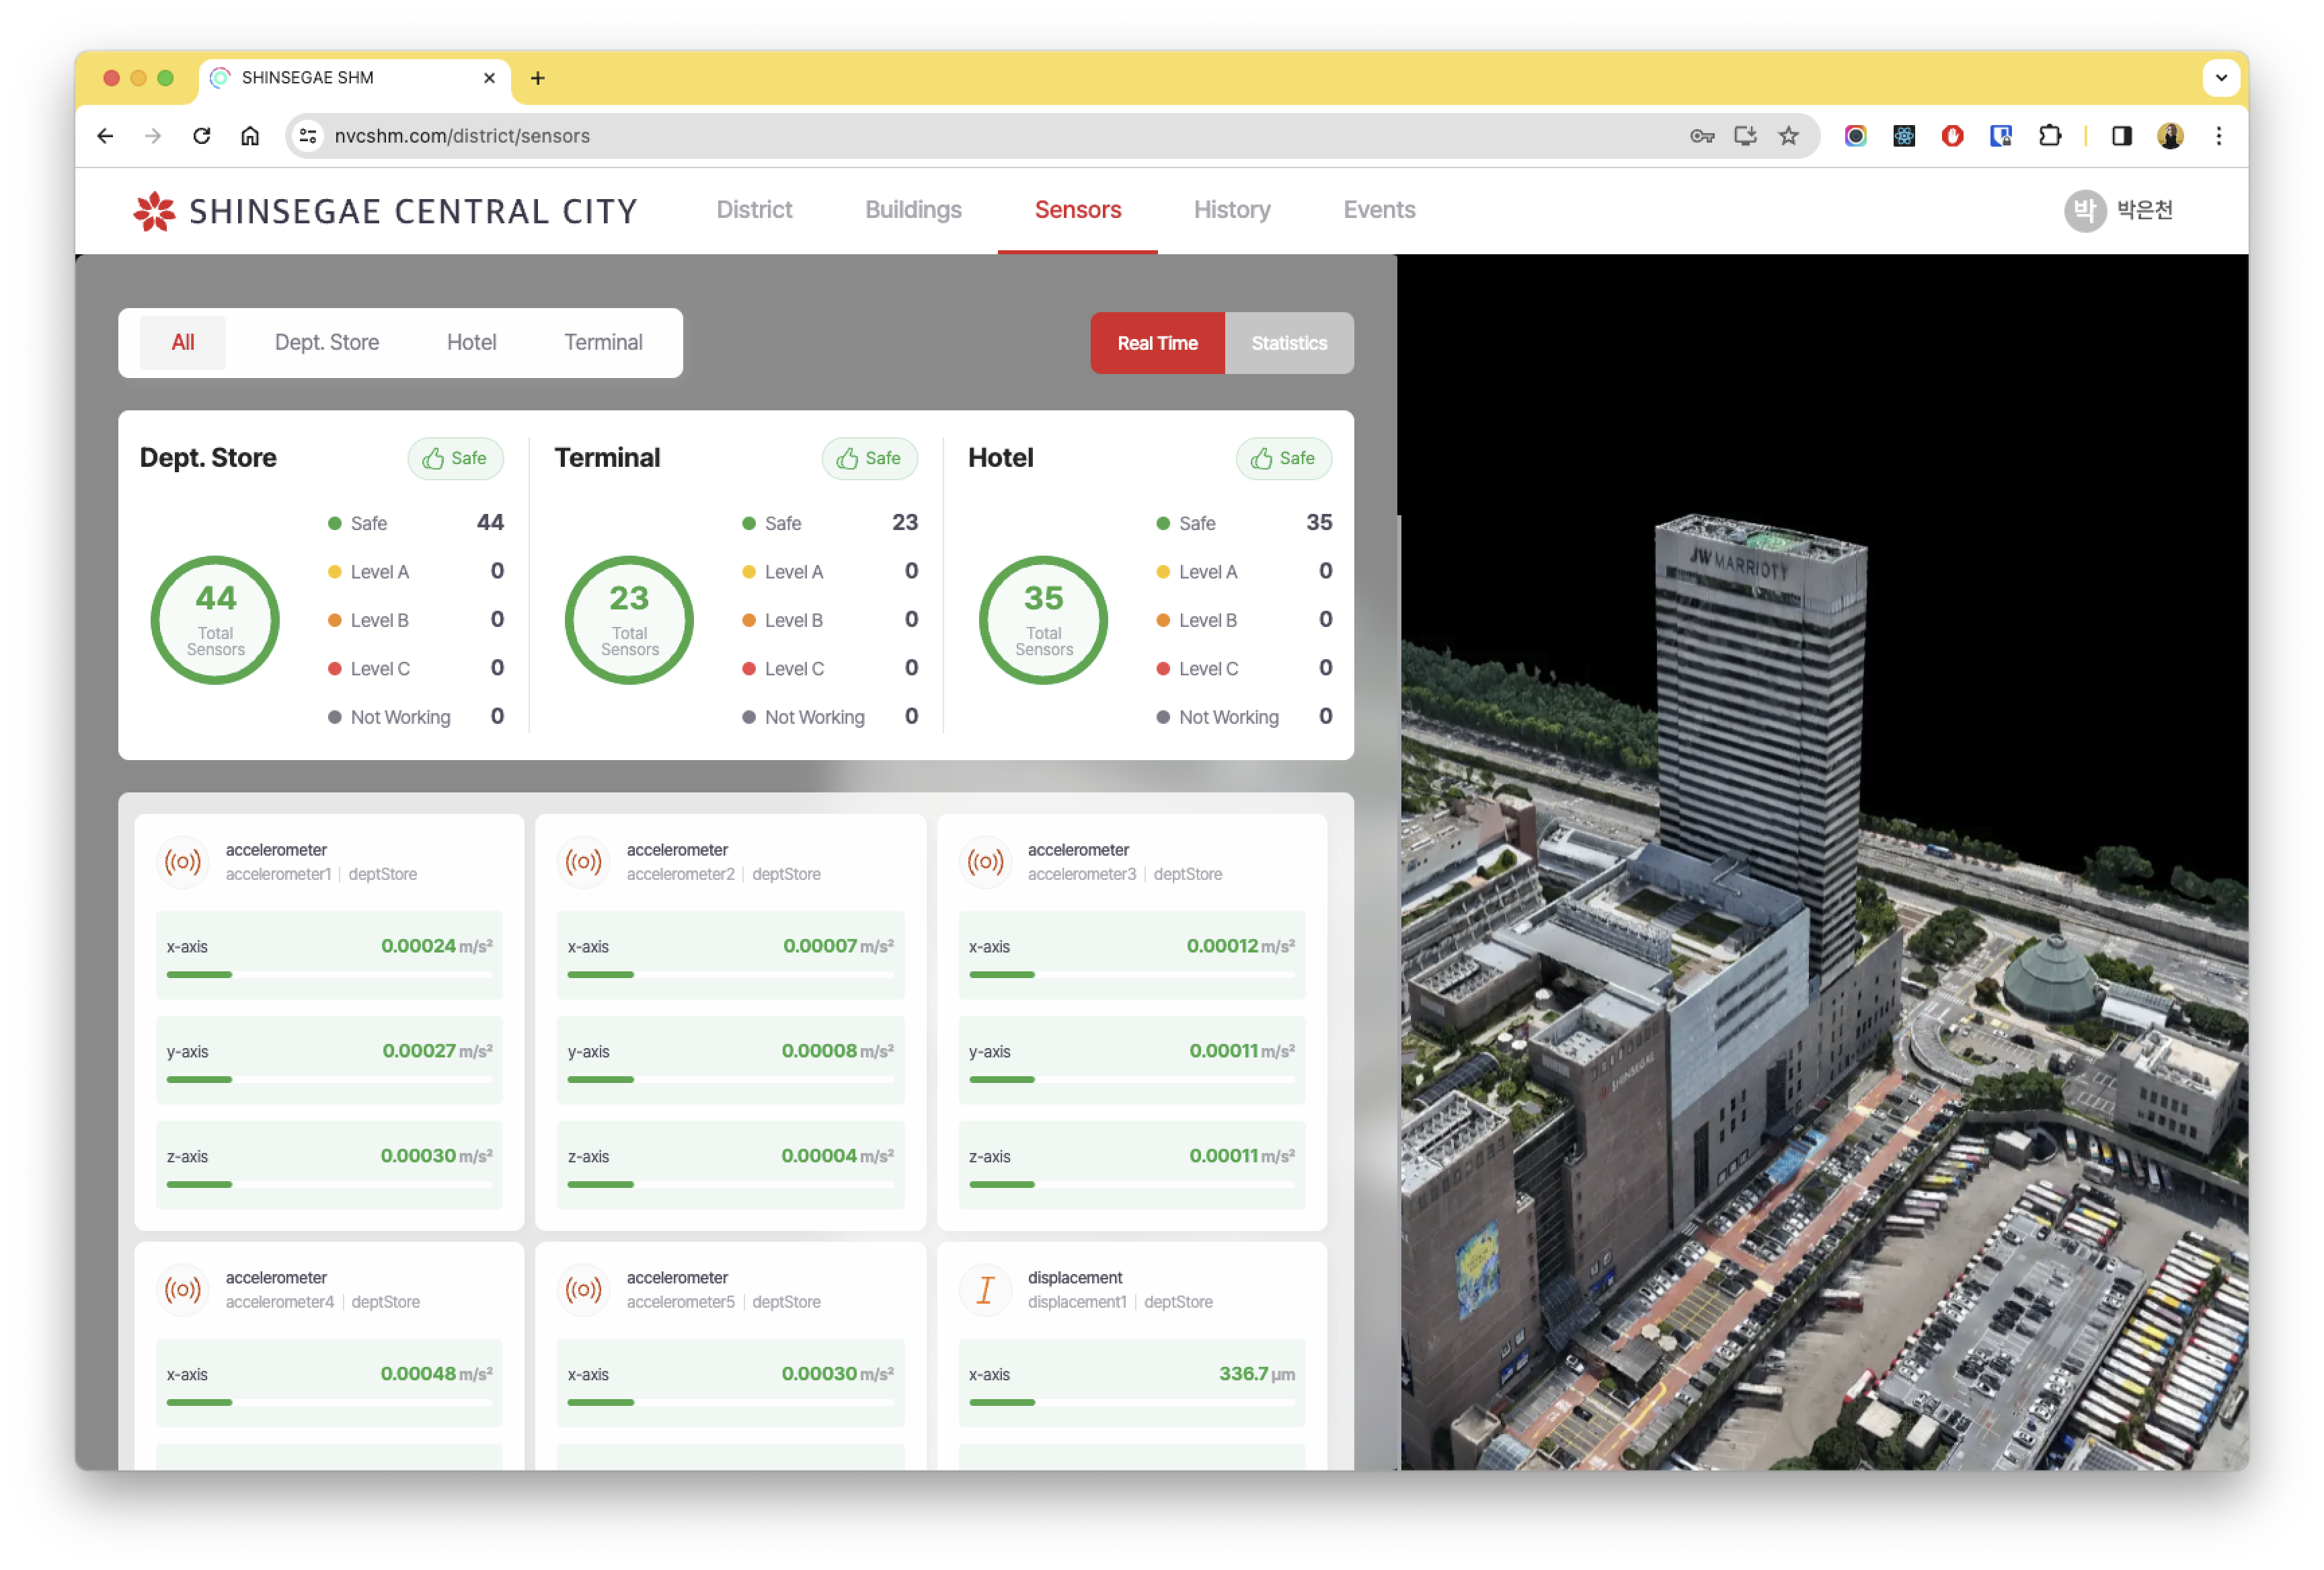 SHINSEGAE SHM
nvcshm.com/district/sensors
SHINSEGAE CENTRAL CITY
District
Buildings
Sensors
History
Events
박
박은천
All
Dept. Store
Hotel
Terminal
Real Time
Statistics
Dept. Store
Safe
44
Total
Sensors
Safe 44
Level A 0
Level B 0
Level C 0
Not Working 0
Terminal
Safe
23
Total
Sensors
Safe 23
Level A 0
Level B 0
Level C 0
Not Working 0
Hotel
Safe
35
Total
Sensors
Safe 35
Level A 0
Level B 0
Level C 0
Not Working 0
accelerometer
accelerometer1 | deptStore
x-axis 0.00024 m/s²
y-axis 0.00027 m/s²
z-axis 0.00030 m/s²
accelerometer
accelerometer2 | deptStore
x-axis 0.00007 m/s²
y-axis 0.00008 m/s²
z-axis 0.00004 m/s²
accelerometer
accelerometer3 | deptStore
x-axis 0.00012 m/s²
y-axis 0.00011 m/s²
z-axis 0.00011 m/s²
accelerometer
accelerometer4 | deptStore
x-axis 0.00048 m/s²
accelerometer
accelerometer5 | deptStore
x-axis 0.00030 m/s²
displacement
displacement1 | deptStore
x-axis 336.7 μm
JW MARRIOTT
SHINSEGAE